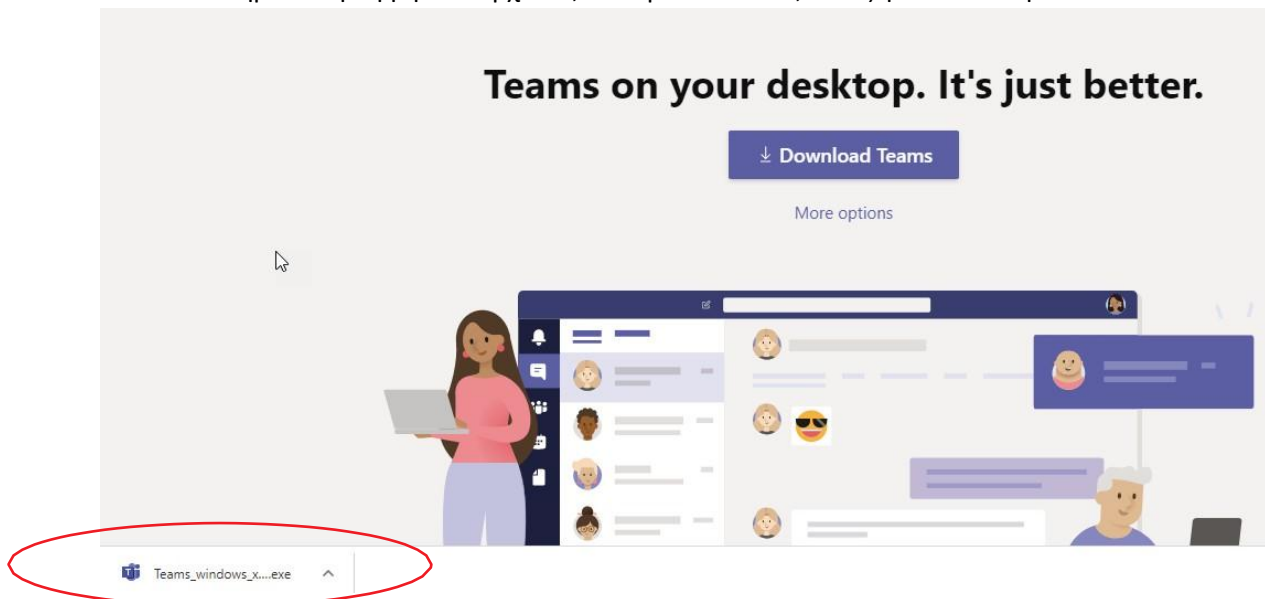 Teams on your desktop. It's just better.
Download Teams
More options
Teams_windows_x....exe